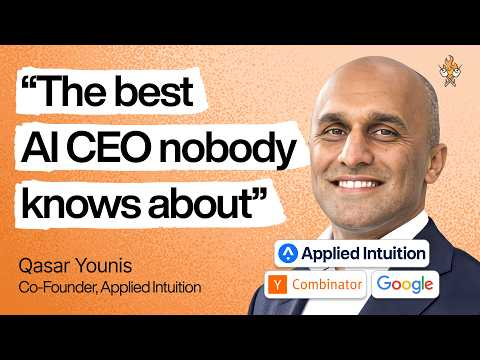 “The best
AI CEO nobody
knows about”
Qasar Younis
Co-Founder, Applied Intuition
Applied Intuition
Y Combinator
Google